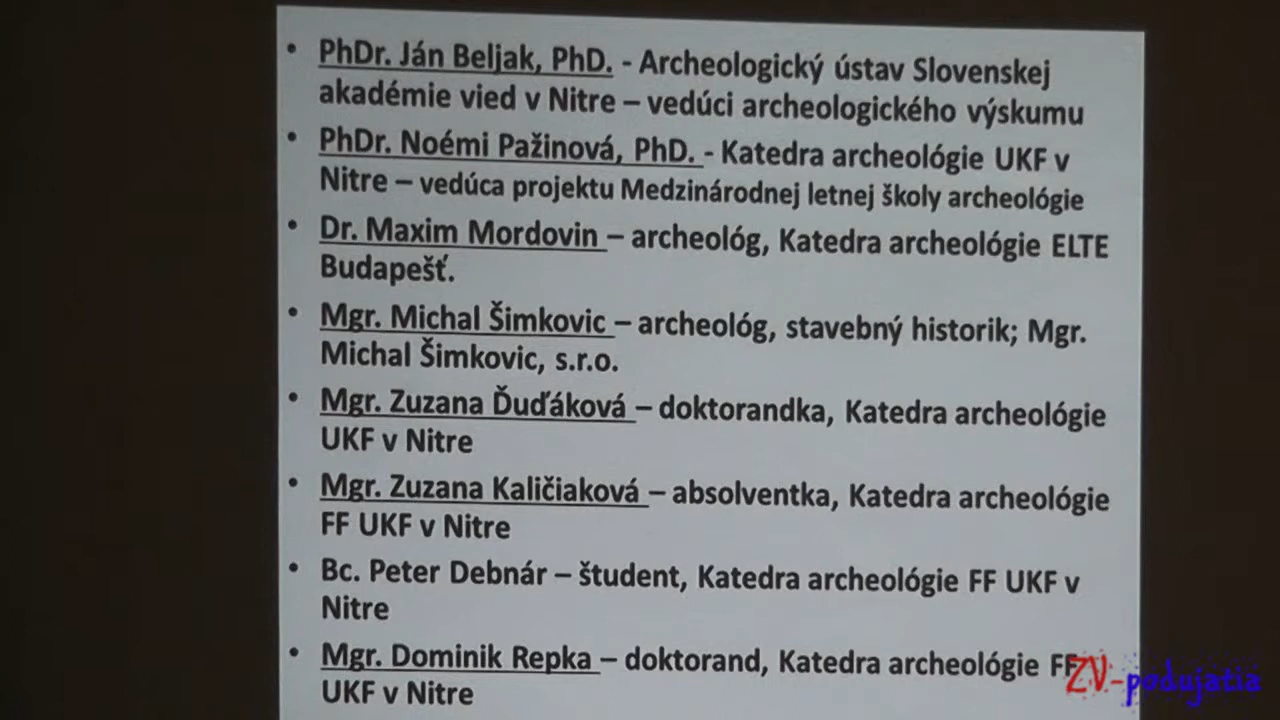 • PhDr. Ján Beljak, PhD. - Archeologický ústav Slovenskej
akadémie vied v Nitre – vedúci archeologického výskumu
• PhDr. Noémi Pažinová, PhD. - Katedra archeológie UKF v
Nitre – vedúca projektu Medzinárodnej letnej školy archeológie
• Dr. Maxim Mordovin – archeológ, Katedra archeológie ELTE
Budapešť.
• Mgr. Michal Šimkovic – archeológ, stavebný historik; Mgr.
Michal Šimkovic, s.r.o.
• Mgr. Zuzana Ďuďáková – doktorandka, Katedra archeológie
UKF v Nitre
• Mgr. Zuzana Kaličiaková – absolventka, Katedra archeológie
FF UKF v Nitre
• Bc. Peter Debnár – študent, Katedra archeológie FF UKF v
Nitre
• Mgr. Dominik Repka – doktorand, Katedra archeológie FF
UKF v Nitre
ZV-podujatia